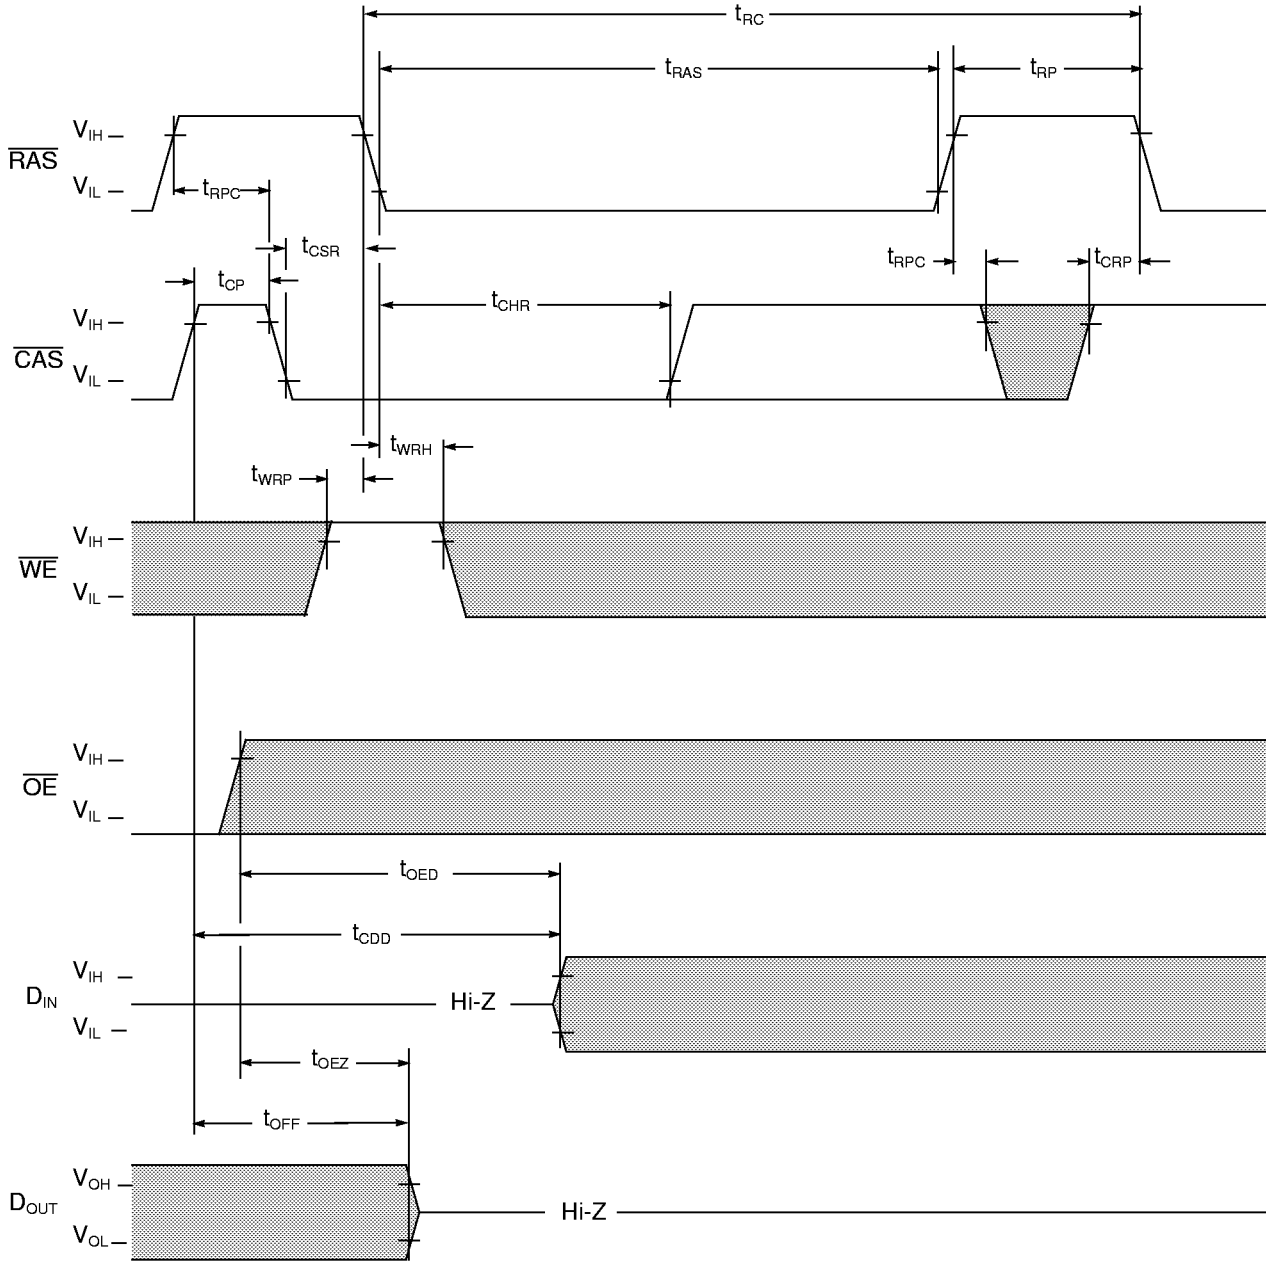 tRC
tRAS
tRP
RAS
VIH
VIL
tRPC
tCSR
tRPC
tCRP
tCP
tCHR
CAS
VIH
VIL
tWRH
tWRP
WE
VIH
VIL
OE
VIH
VIL
tOED
tCDD
DIN
VIH
VIL
Hi-Z
tOEZ
tOFF
DOUT
VOH
VOL
Hi-Z